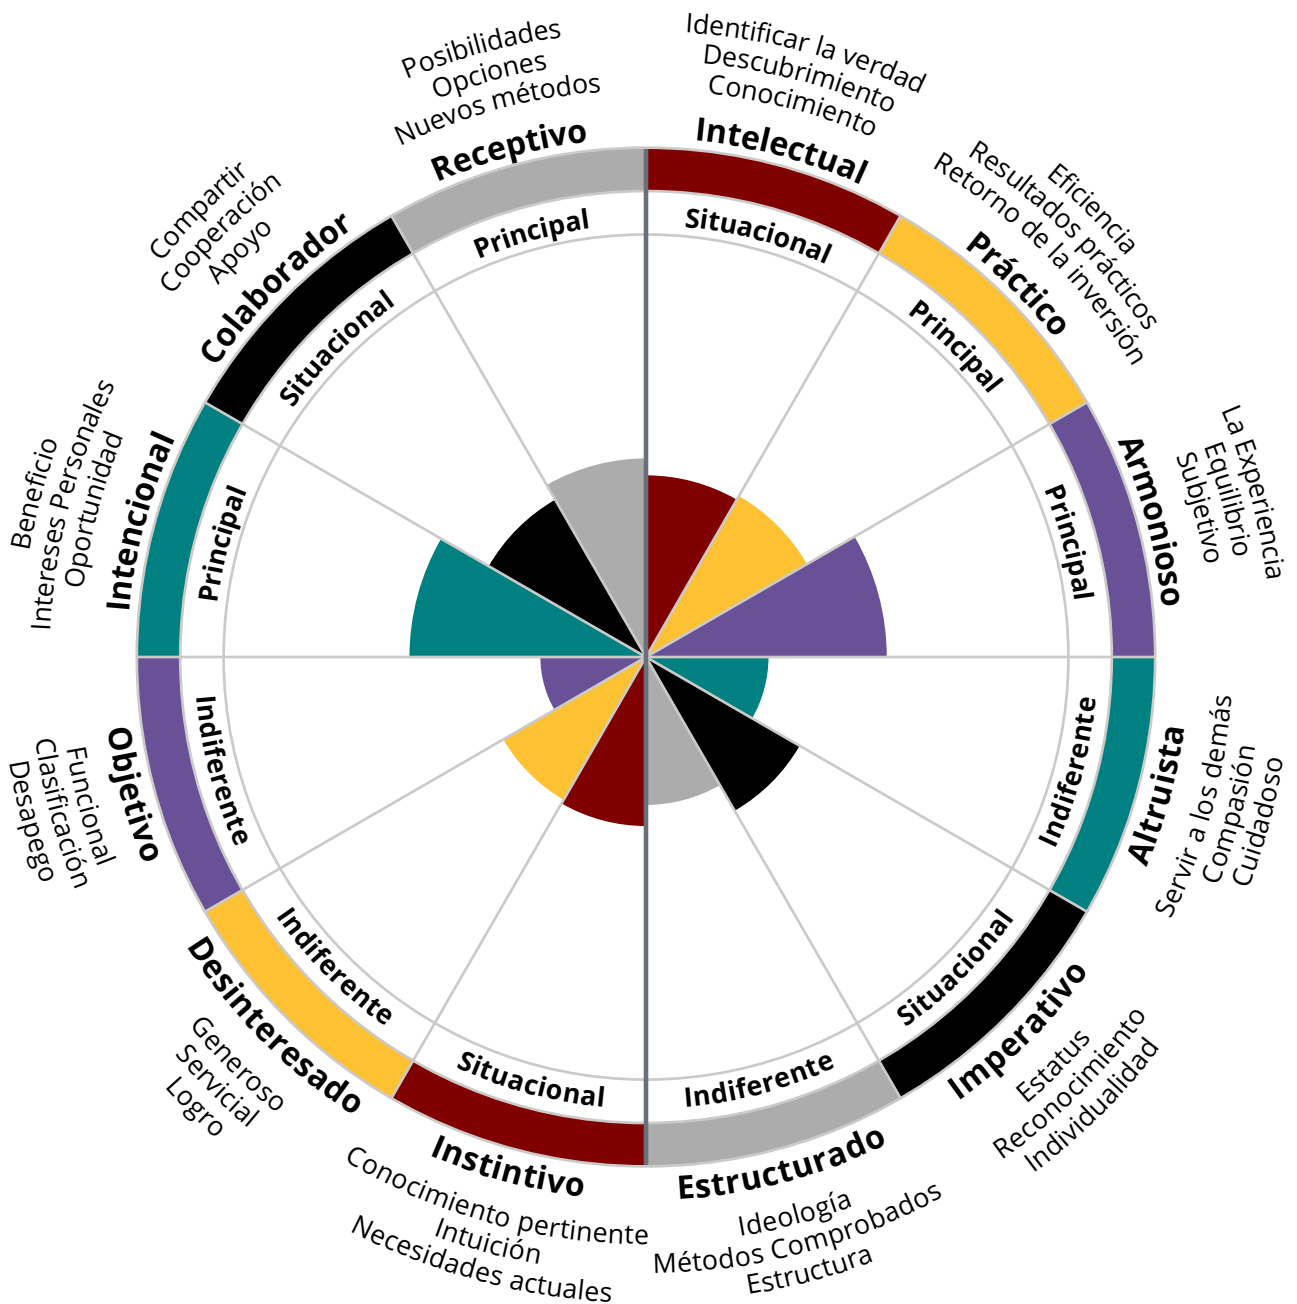 Identificar la verdad
Descubrimiento
Conocimiento
Intelectual
Situacional
Eficiencia
Resultados prácticos
Retorno de la inversión
Práctico
Principal
La Experiencia
Equilibrio
Subjetivo
Armonioso
Principal
Altruista
Indiferente
Servir a los demás
Compasión
Cuidadoso
Imperativo
Situacional
Estatus
Reconocimiento
Individualidad
Indiferente
Estructurado
Ideología
Métodos Comprobados
Estructura
Situacional
Instintivo
Conocimiento pertinente
Intuición
Necesidades actuales
Indiferente
Desinteresado
Generoso
Servicial
Logro
Indiferente
Objetivo
Funcional
Clasificación
Desapego
Beneficio
Intereses Personales
Oportunidad
Intencional
Principal
Compartir
Cooperación
Apoyo
Colaborador
Situacional
Posibilidades
Opciones
Nuevos métodos
Receptivo
Principal